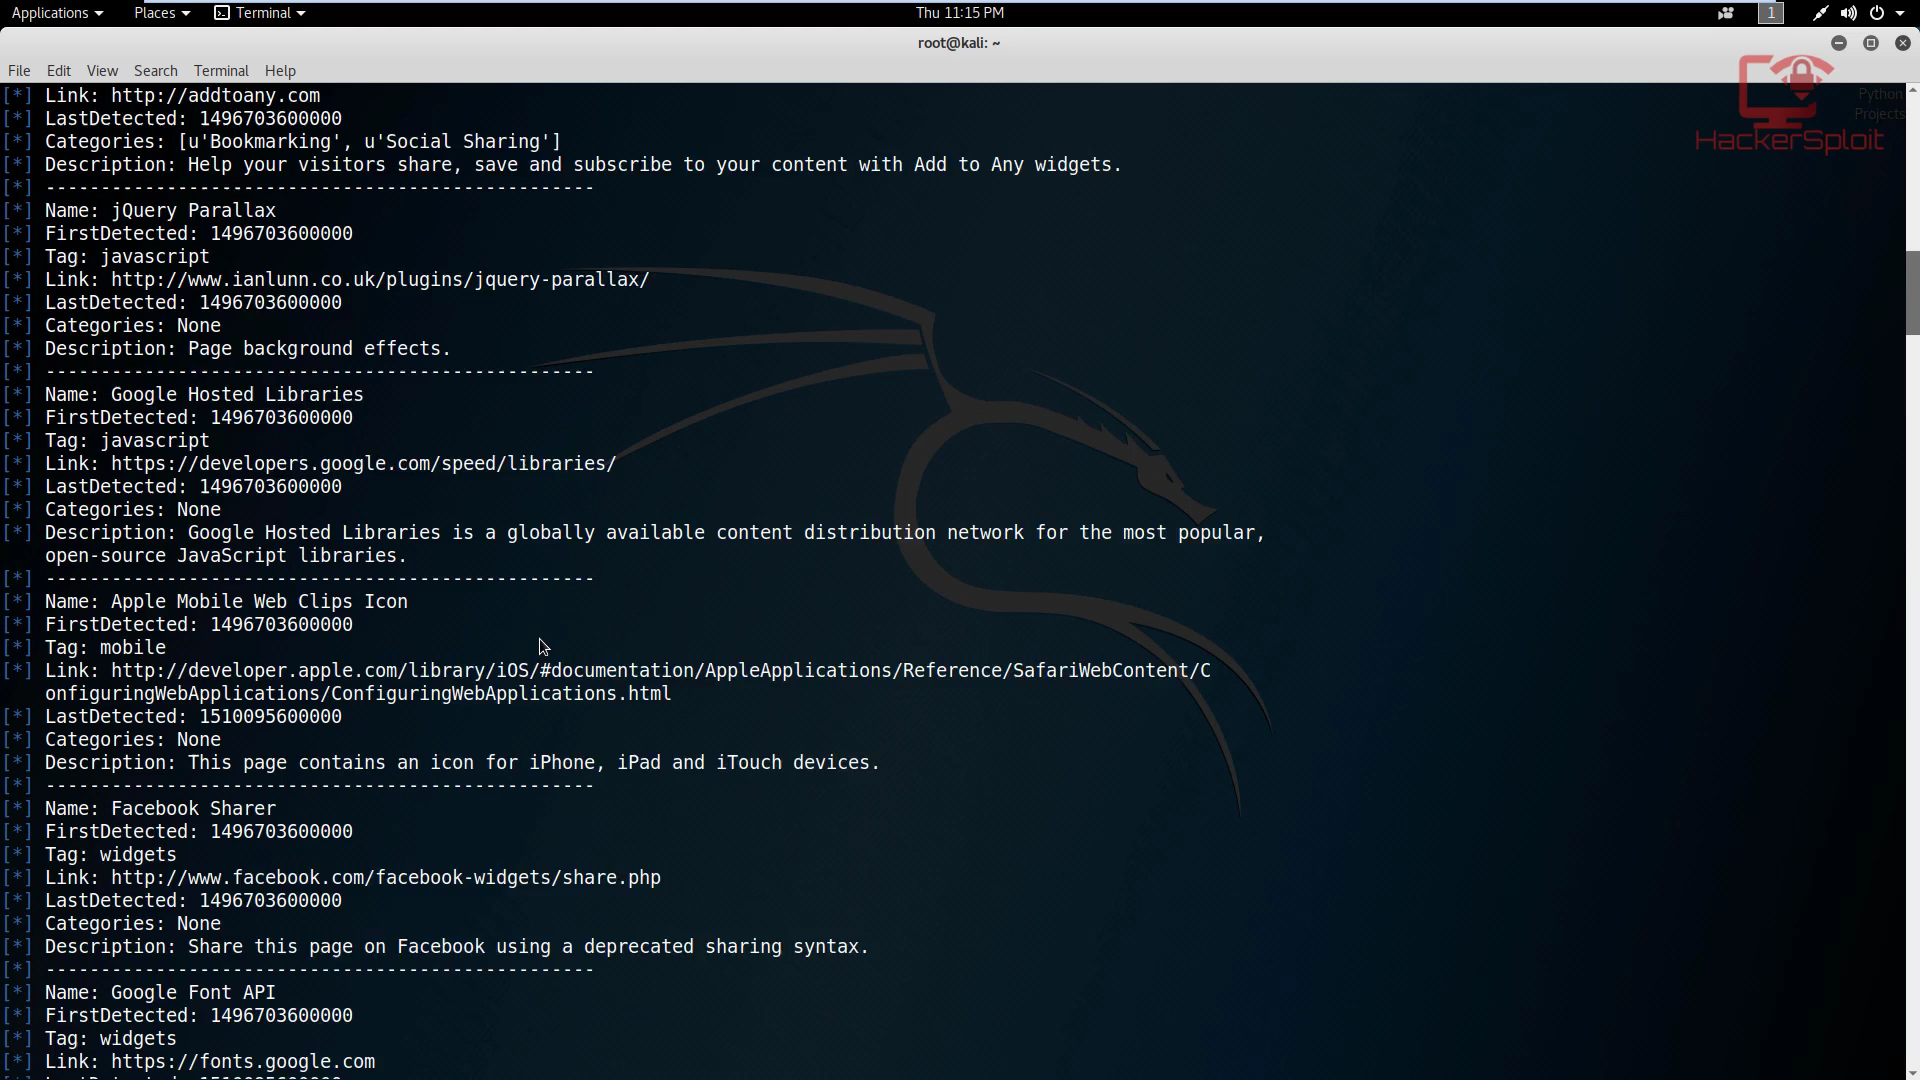 Applications Places Terminal Thu 11:15 PM 1
root@kali: ~
File Edit View Search Terminal Help
[*] Link: http://addtoany.com
[*] LastDetected: 1496703600000
[*] Categories: [u'Bookmarking', u'Social Sharing']
[*] Description: Help your visitors share, save and subscribe to your content with Add to Any widgets.
[*] --------------------------------------------------
[*] Name: jQuery Parallax
[*] FirstDetected: 1496703600000
[*] Tag: javascript
[*] Link: http://www.ianlunn.co.uk/plugins/jquery-parallax/
[*] LastDetected: 1496703600000
[*] Categories: None
[*] Description: Page background effects.
[*] --------------------------------------------------
[*] Name: Google Hosted Libraries
[*] FirstDetected: 1496703600000
[*] Tag: javascript
[*] Link: https://developers.google.com/speed/libraries/
[*] LastDetected: 1496703600000
[*] Categories: None
[*] Description: Google Hosted Libraries is a globally available content distribution network for the most popular,
open-source JavaScript libraries.
[*] --------------------------------------------------
[*] Name: Apple Mobile Web Clips Icon
[*] FirstDetected: 1496703600000
[*] Tag: mobile
[*] Link: http://developer.apple.com/library/iOS/#documentation/AppleApplications/Reference/SafariWebContent/C
onfiguringWebApplications/ConfiguringWebApplications.html
[*] LastDetected: 1510095600000
[*] Categories: None
[*] Description: This page contains an icon for iPhone, iPad and iTouch devices.
[*] --------------------------------------------------
[*] Name: Facebook Sharer
[*] FirstDetected: 1496703600000
[*] Tag: widgets
[*] Link: http://www.facebook.com/facebook-widgets/share.php
[*] LastDetected: 1496703600000
[*] Categories: None
[*] Description: Share this page on Facebook using a deprecated sharing syntax.
[*] --------------------------------------------------
[*] Name: Google Font API
[*] FirstDetected: 1496703600000
[*] Tag: widgets
[*] Link: https://fonts.google.com
Python
Projects
HackerSploit